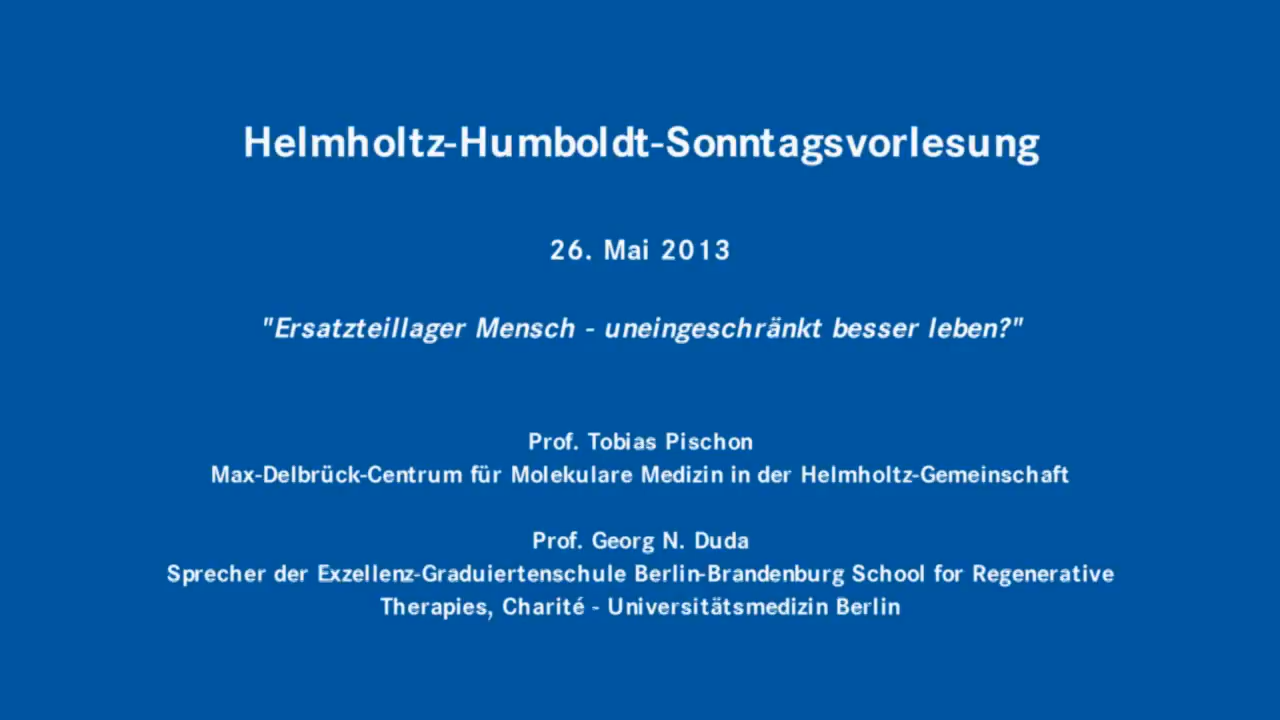 Helmholtz-Humboldt-Sonntagsvorlesung
26. Mai 2013
"Ersatzteillager Mensch - uneingeschränkt besser leben?"
Prof. Tobias Pischon
Max-Delbrück-Centrum für Molekulare Medizin in der Helmholtz-Gemeinschaft
Prof. Georg N. Duda
Sprecher der Exzellenz-Graduiertenschule Berlin-Brandenburg School for Regenerative
Therapies, Charité - Universitätsmedizin Berlin